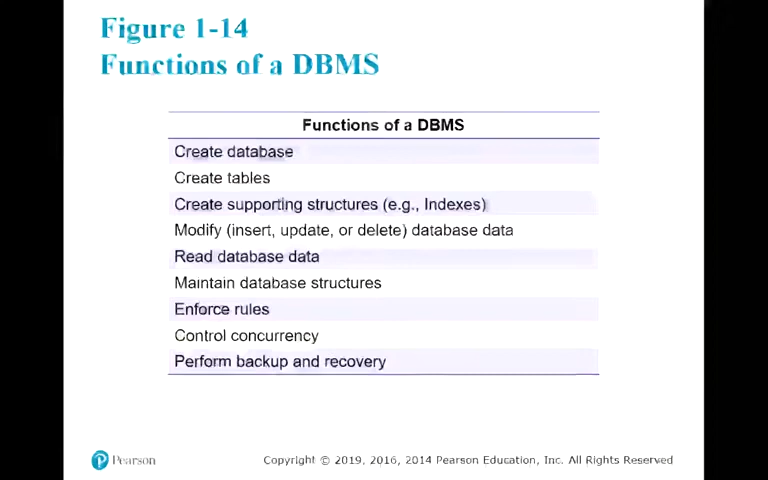 Figure 1-14
Functions of a DBMS
Functions of a DBMS
Create database
Create tables
Create supporting structures (e.g., Indexes)
Modify (insert, update, or delete) database data
Read database data
Maintain database structures
Enforce rules
Control concurrency
Perform backup and recovery
Pearson
Copyright © 2019, 2016, 2014 Pearson Education, Inc. All Rights Reserved